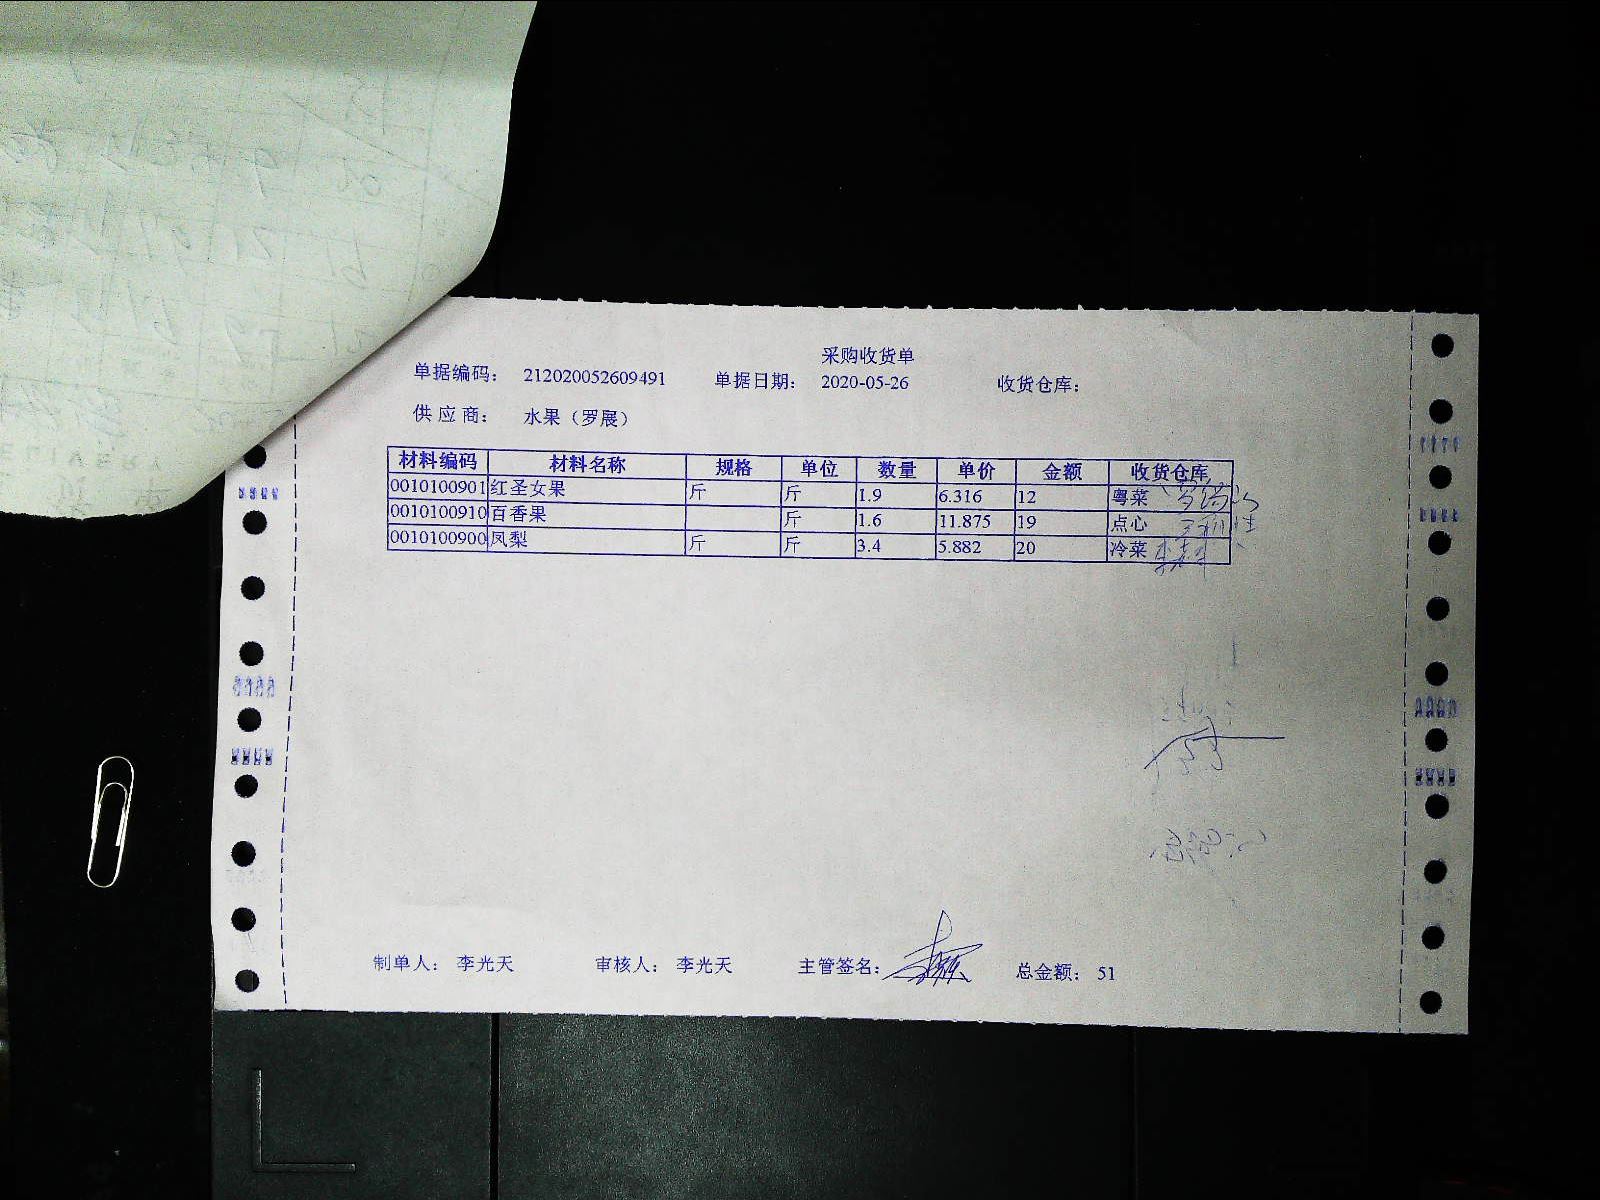 采购收货单
单据编码: 212020052609491 单据日期: 2020-05-26 收货仓库:
供应商: 水果（罗展）
材料编码 材料名称 规格 单位 数量 单价 金额 收货仓库
0010100901 红圣女果 斤 斤 1.9 6.316 12 粤菜
0010100910 百香果 斤 1.6 11.875 19 点心
0010100900 凤梨 斤 斤 3.4 5.882 20 冷菜
制单人: 李光天 审核人: 李光天 主管签名: 总金额: 51